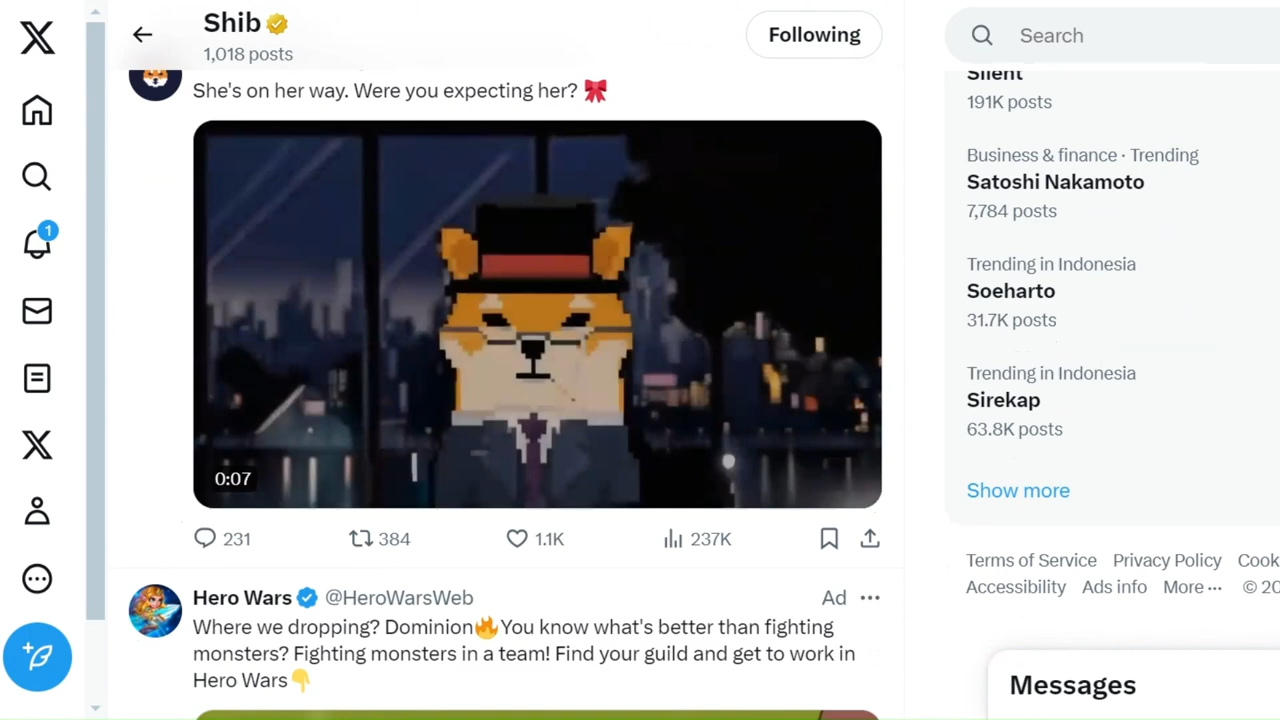 Shib
1,018 posts
Following
Search
1
She's on her way. Were you expecting her? 🎀
0:07
231
384
1.1K
237K
Hero Wars @HeroWarsWeb
Ad
Where we dropping? Dominion🔥You know what's better than fighting
monsters? Fighting monsters in a team! Find your guild and get to work in
Hero Wars👇
Silent
191K posts
Business & finance · Trending
Satoshi Nakamoto
7,784 posts
Trending in Indonesia
Soeharto
31.7K posts
Trending in Indonesia
Sirekap
63.8K posts
Show more
Terms of Service Privacy Policy Cook
Accessibility Ads info More ··· © 20
Messages